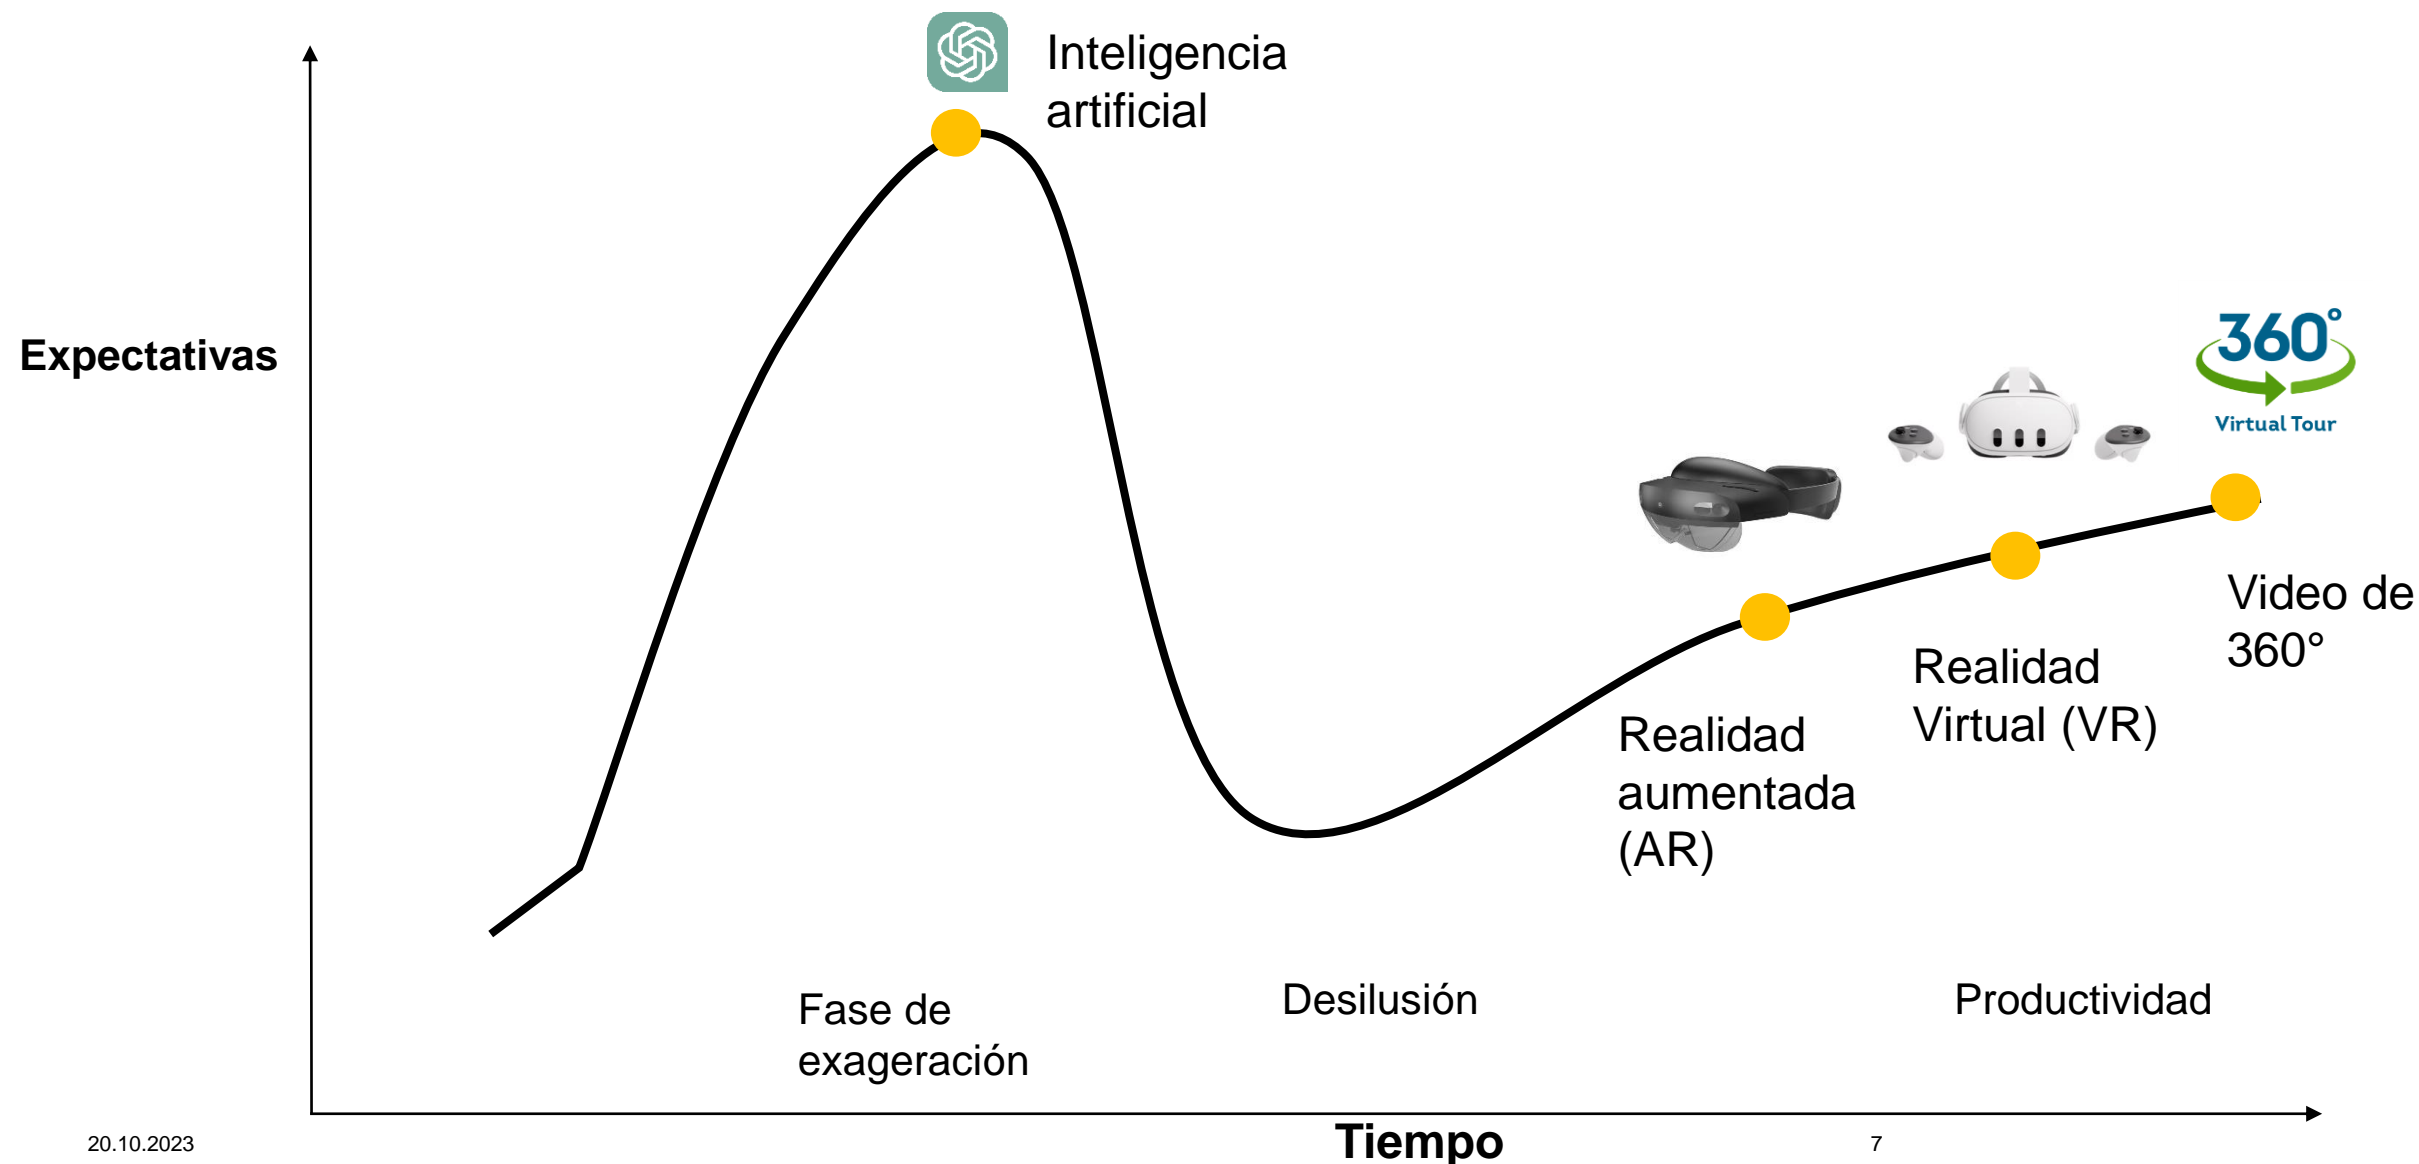 Inteligencia
artificial
Expectativas
360°
Virtual Tour
Video de
360°
Realidad
Virtual (VR)
Realidad
aumentada
(AR)
Fase de
exageración
Desilusión
Productividad
Tiempo
20.10.2023
7